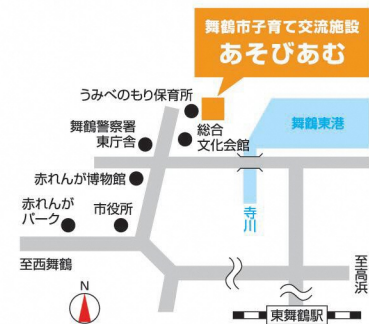 舞鶴市子育て交流施設
あそびあむ
うみべのもり保育所
舞鶴警察署
東庁舎
総合
文化会館
舞鶴東港
赤れんが博物館
赤れんが
パーク
市役所
寺川
至西舞鶴
至高浜
N
東舞鶴駅